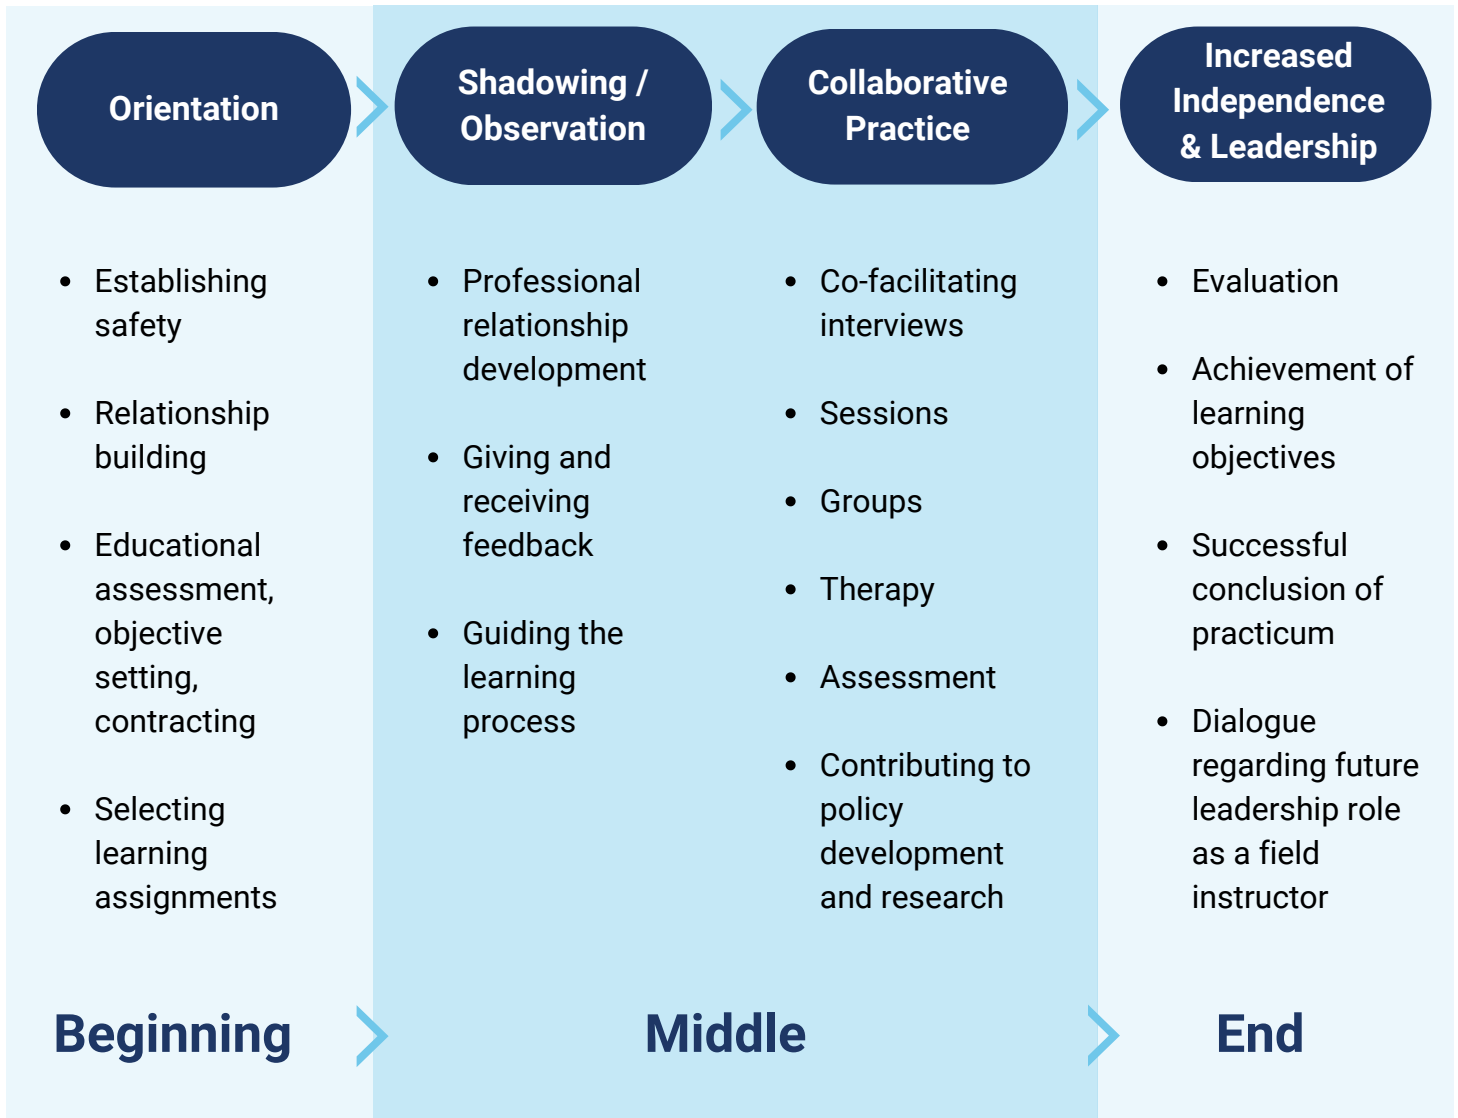 Orientation
Shadowing /
Observation
Collaborative
Practice
Increased
Independence
& Leadership
• Establishing
safety
• Relationship
building
• Educational
assessment,
objective
setting,
contracting
• Selecting
learning
assignments
• Professional
relationship
development
• Giving and
receiving
feedback
• Guiding the
learning
process
• Co-facilitating
interviews
• Sessions
• Groups
• Therapy
• Assessment
• Contributing to
policy
development
and research
• Evaluation
• Achievement of
learning
objectives
• Successful
conclusion of
practicum
• Dialogue
regarding future
leadership role
as a field
instructor
Beginning
Middle
End